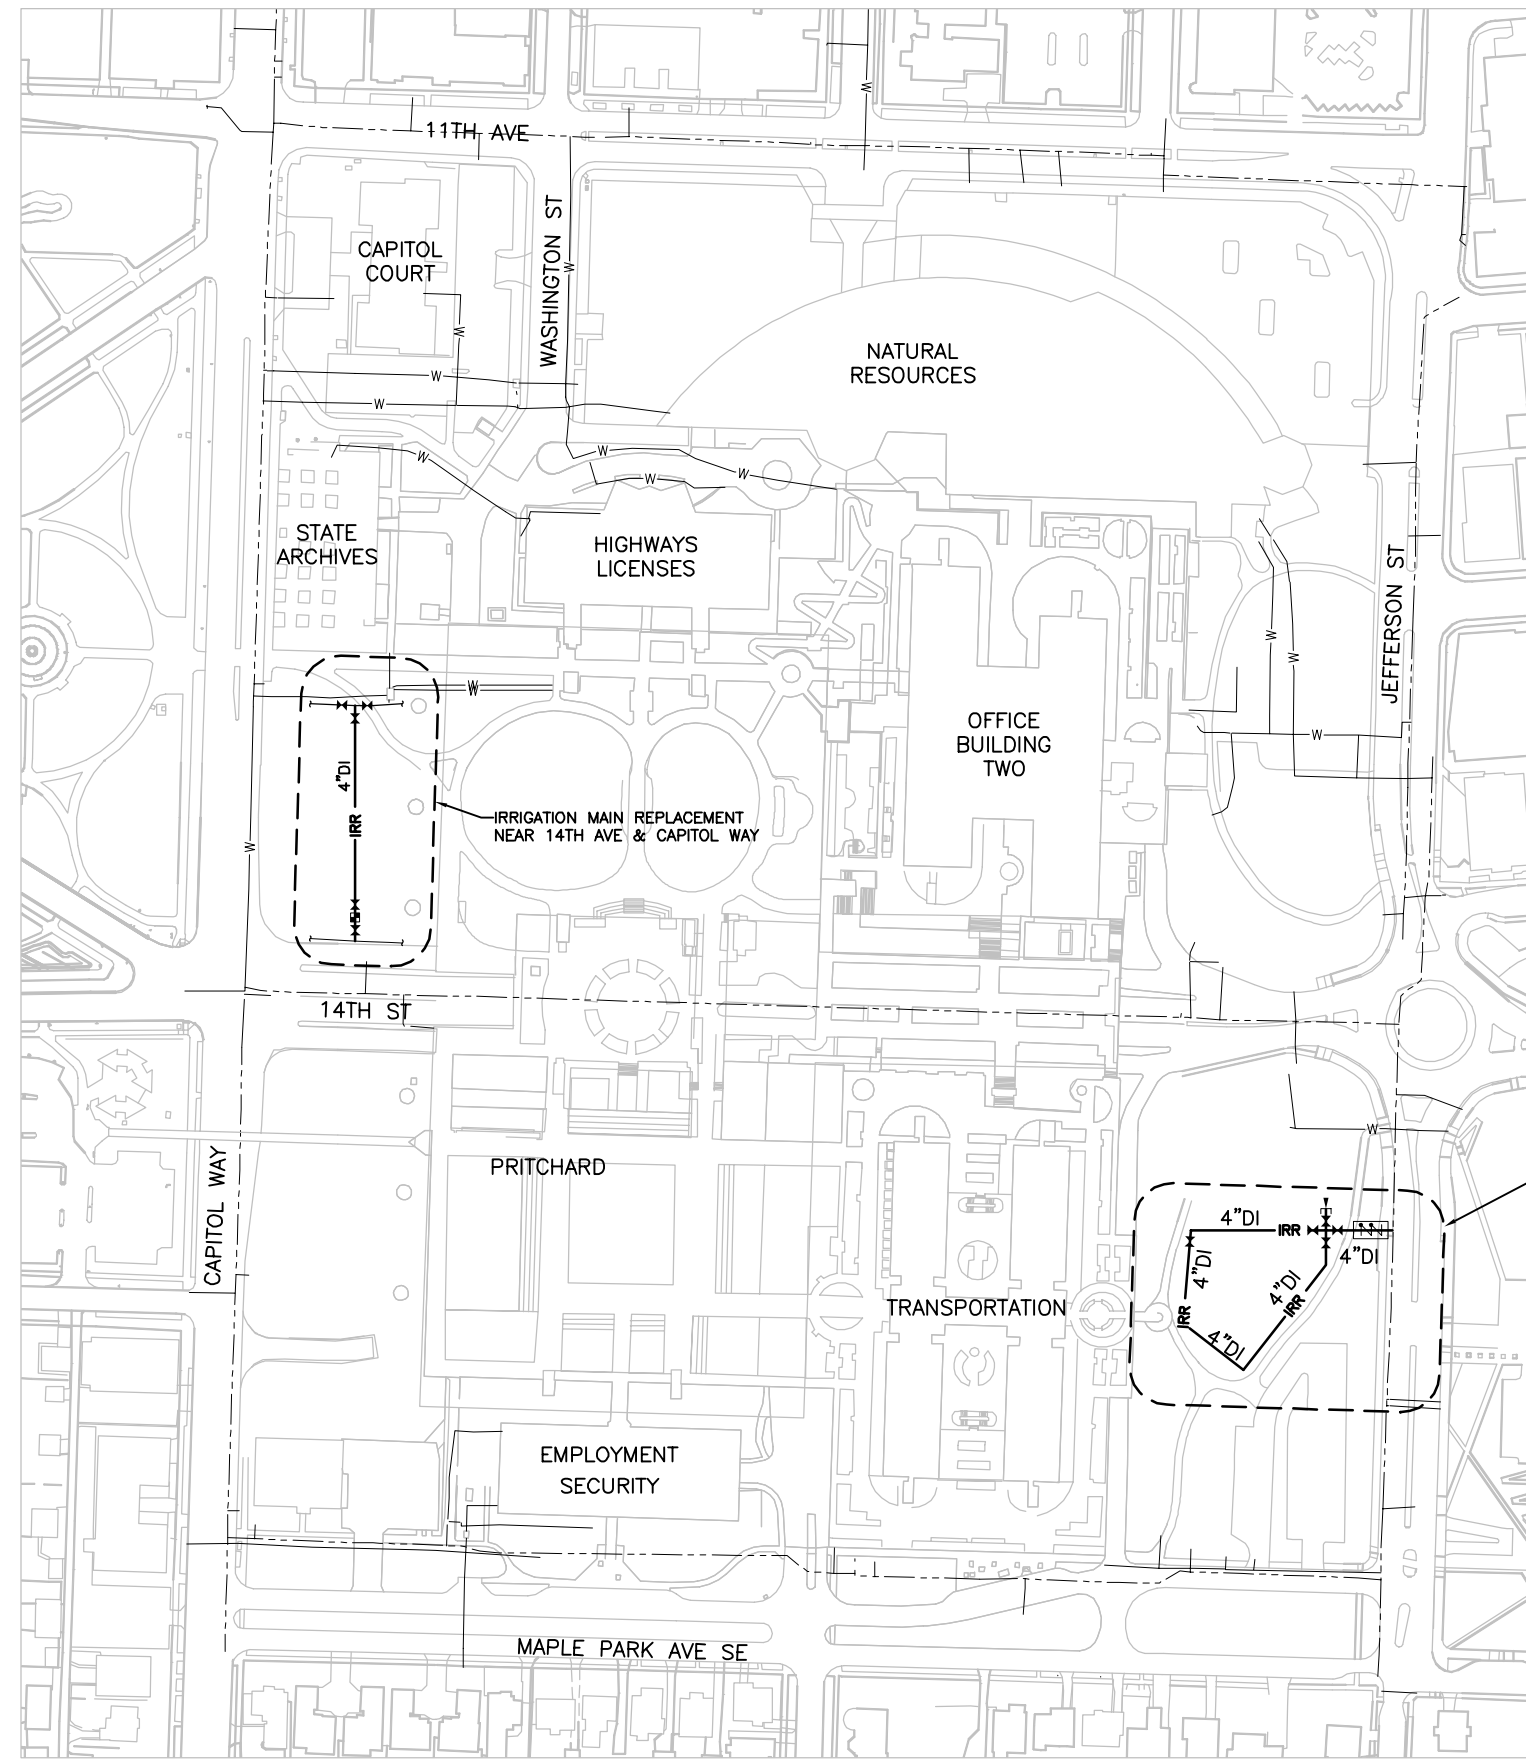 11TH AVE
WASHINGTON ST
W
W
CAPITOL
COURT
W
W
W
NATURAL
RESOURCES
W
W
W
W
STATE
ARCHIVES
HIGHWAYS
LICENSES
JEFFERSON ST
W
W
W
W
OFFICE
BUILDING
TWO
W
4"DI
IRR
IRRIGATION MAIN REPLACEMENT
NEAR 14TH AVE & CAPITOL WAY
W
W
14TH ST
W
CAPITOL WAY
PRITCHARD
4"DI
IRR
4"DI
4"DI
4"DI
IRR
IRR
4"DI
TRANSPORTATION
EMPLOYMENT
SECURITY
MAPLE PARK AVE SE